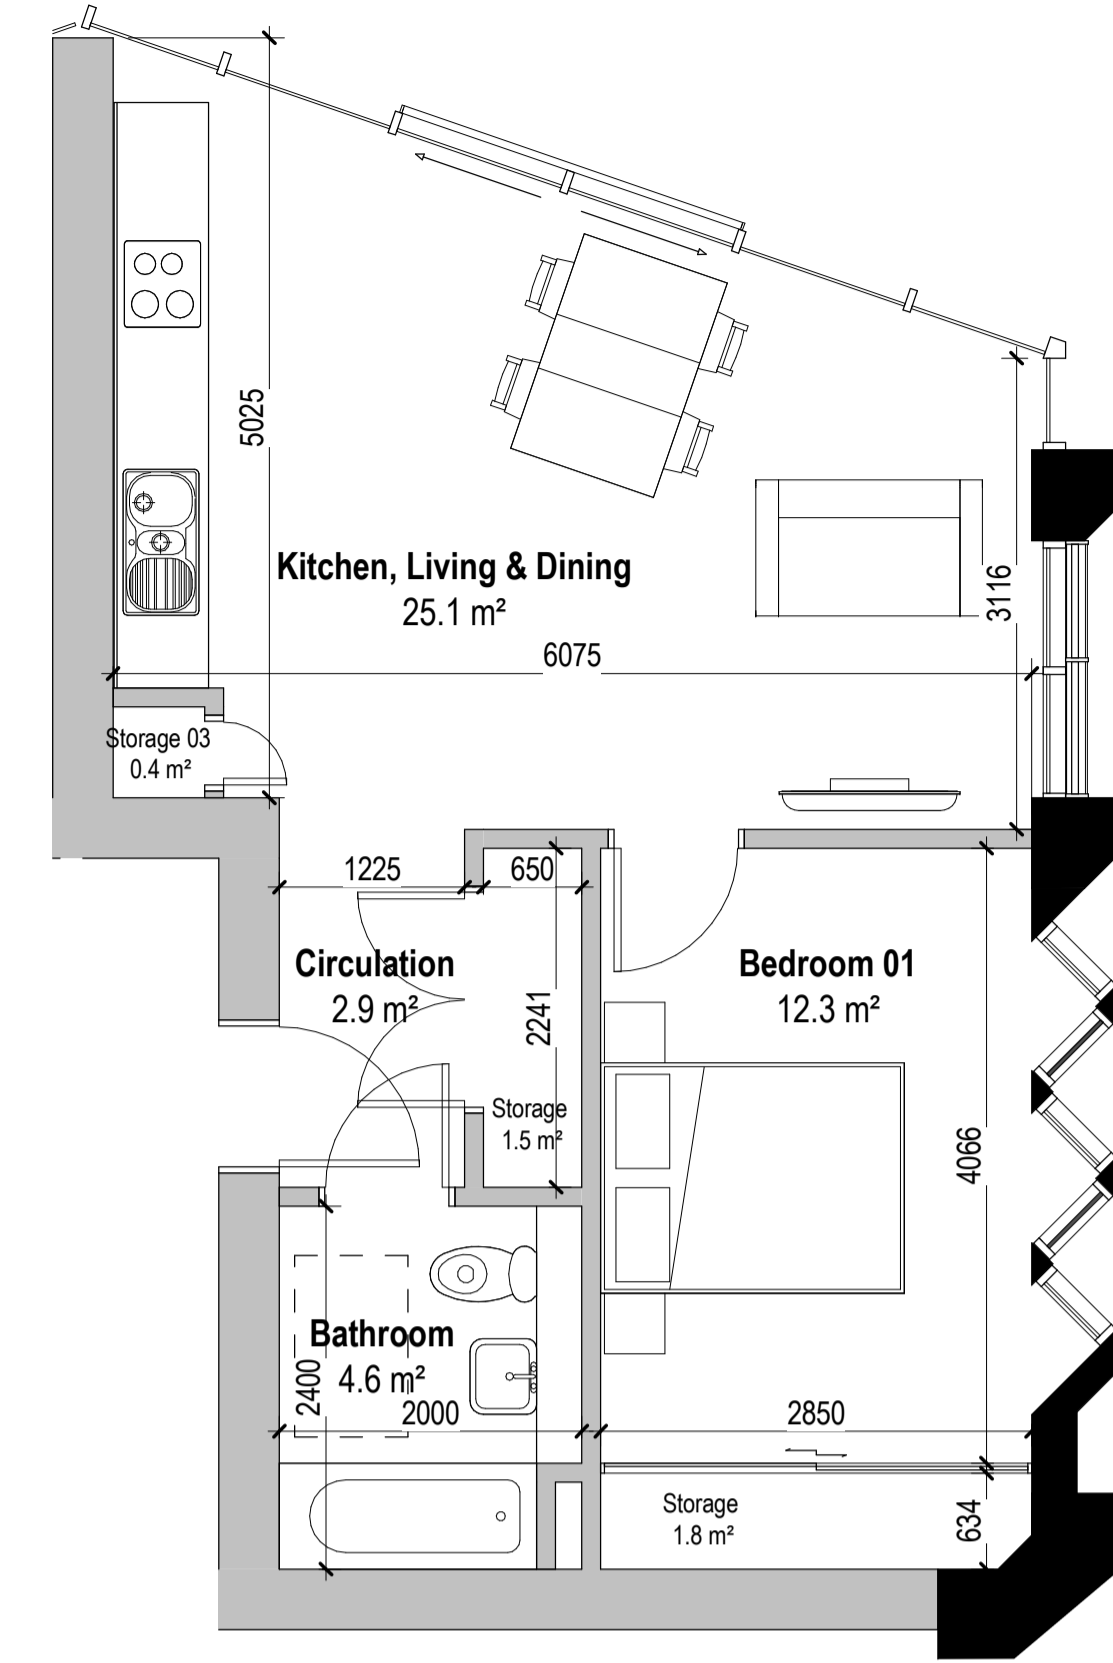 5025
Kitchen, Living & Dining
25.1 m²
3116
6075
Storage 03
0.4 m²
1225
650
Circulation
2.9 m²
Bedroom 01
12.3 m²
2241
Storage
1.5 m²
4066
Bathroom
4.6 m²
2400
2000
2850
Storage
1.8 m²
634